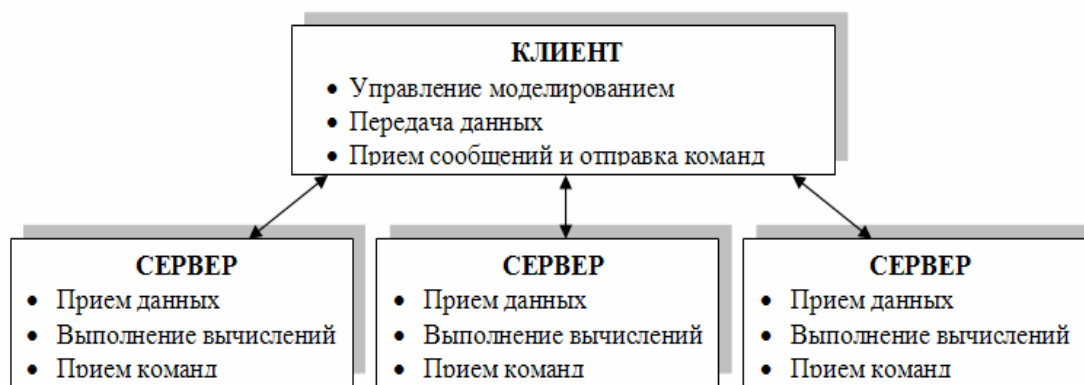 КЛИЕНТ
• Управление моделированием
• Передача данных
• Прием сообщений и отправка команд
СЕРВЕР
• Прием данных
• Выполнение вычислений
• Прием команд
СЕРВЕР
• Прием данных
• Выполнение вычислений
• Прием команд
СЕРВЕР
• Прием данных
• Выполнение вычислений
• Прием команд